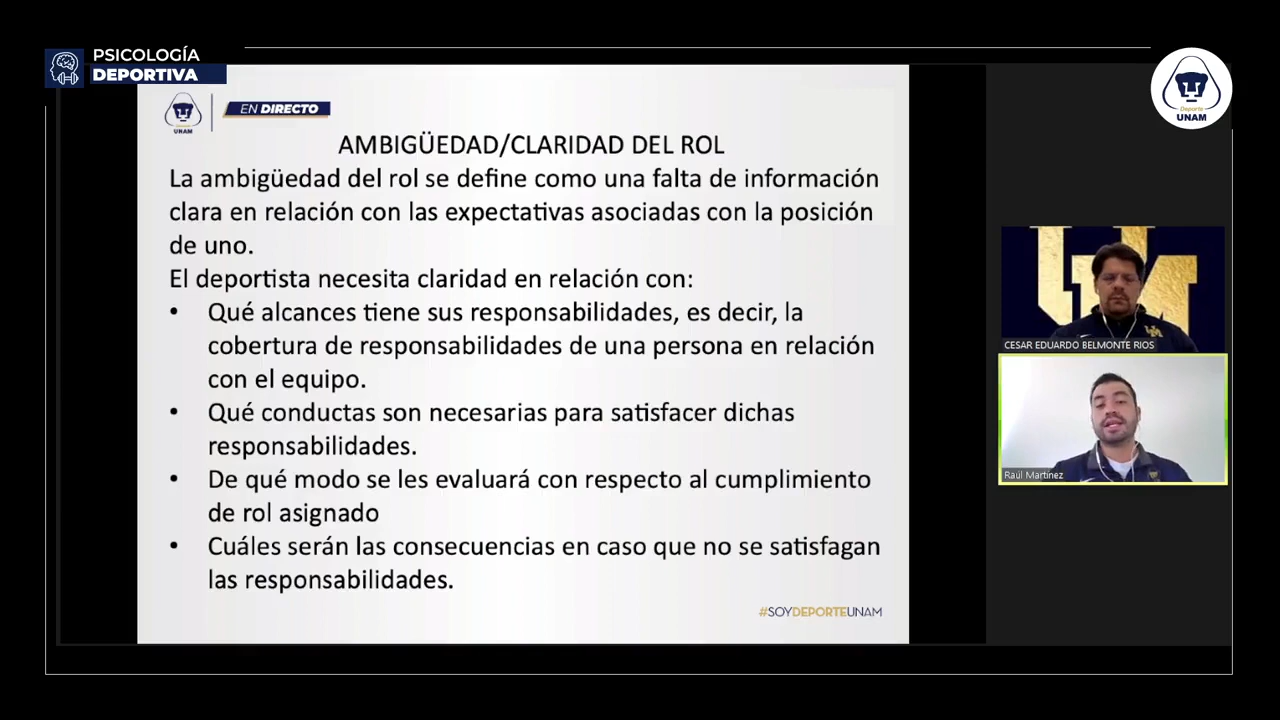 PSICOLOGÍA
DEPORTIVA
Deporte
UNAM
UNAM
EN DIRECTO
AMBIGÜEDAD/CLARIDAD DEL ROL
La ambigüedad del rol se define como una falta de información
clara en relación con las expectativas asociadas con la posición
de uno.
El deportista necesita claridad en relación con:
• Qué alcances tiene sus responsabilidades, es decir, la
cobertura de responsabilidades de una persona en relación
con el equipo.
• Qué conductas son necesarias para satisfacer dichas
responsabilidades.
• De qué modo se les evaluará con respecto al cumplimiento
de rol asignado
• Cuáles serán las consecuencias en caso que no se satisfagan
las responsabilidades.
#SOYDEPORTEUNAM
CESAR EDUARDO BELMONTE RIOS
Raúl Martínez